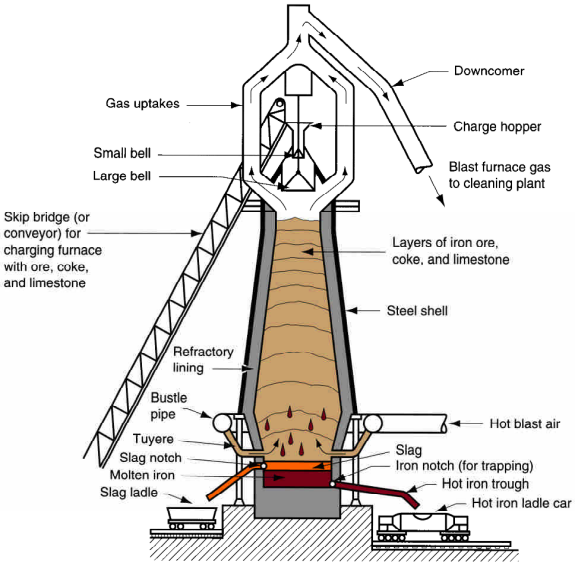 Downcomer
Gas uptakes
Charge hopper
Small bell
Large bell
Blast furnace gas
to cleaning plant
Skip bridge (or
conveyor) for
charging furnace
with ore, coke,
and limestone
Layers of iron ore,
coke, and limestone
Steel shell
Refractory
lining
Bustle
pipe
Hot blast air
Tuyere
Slag
Slag notch
Iron notch (for trapping)
Molten iron
Hot iron trough
Slag ladle
Hot iron ladle car